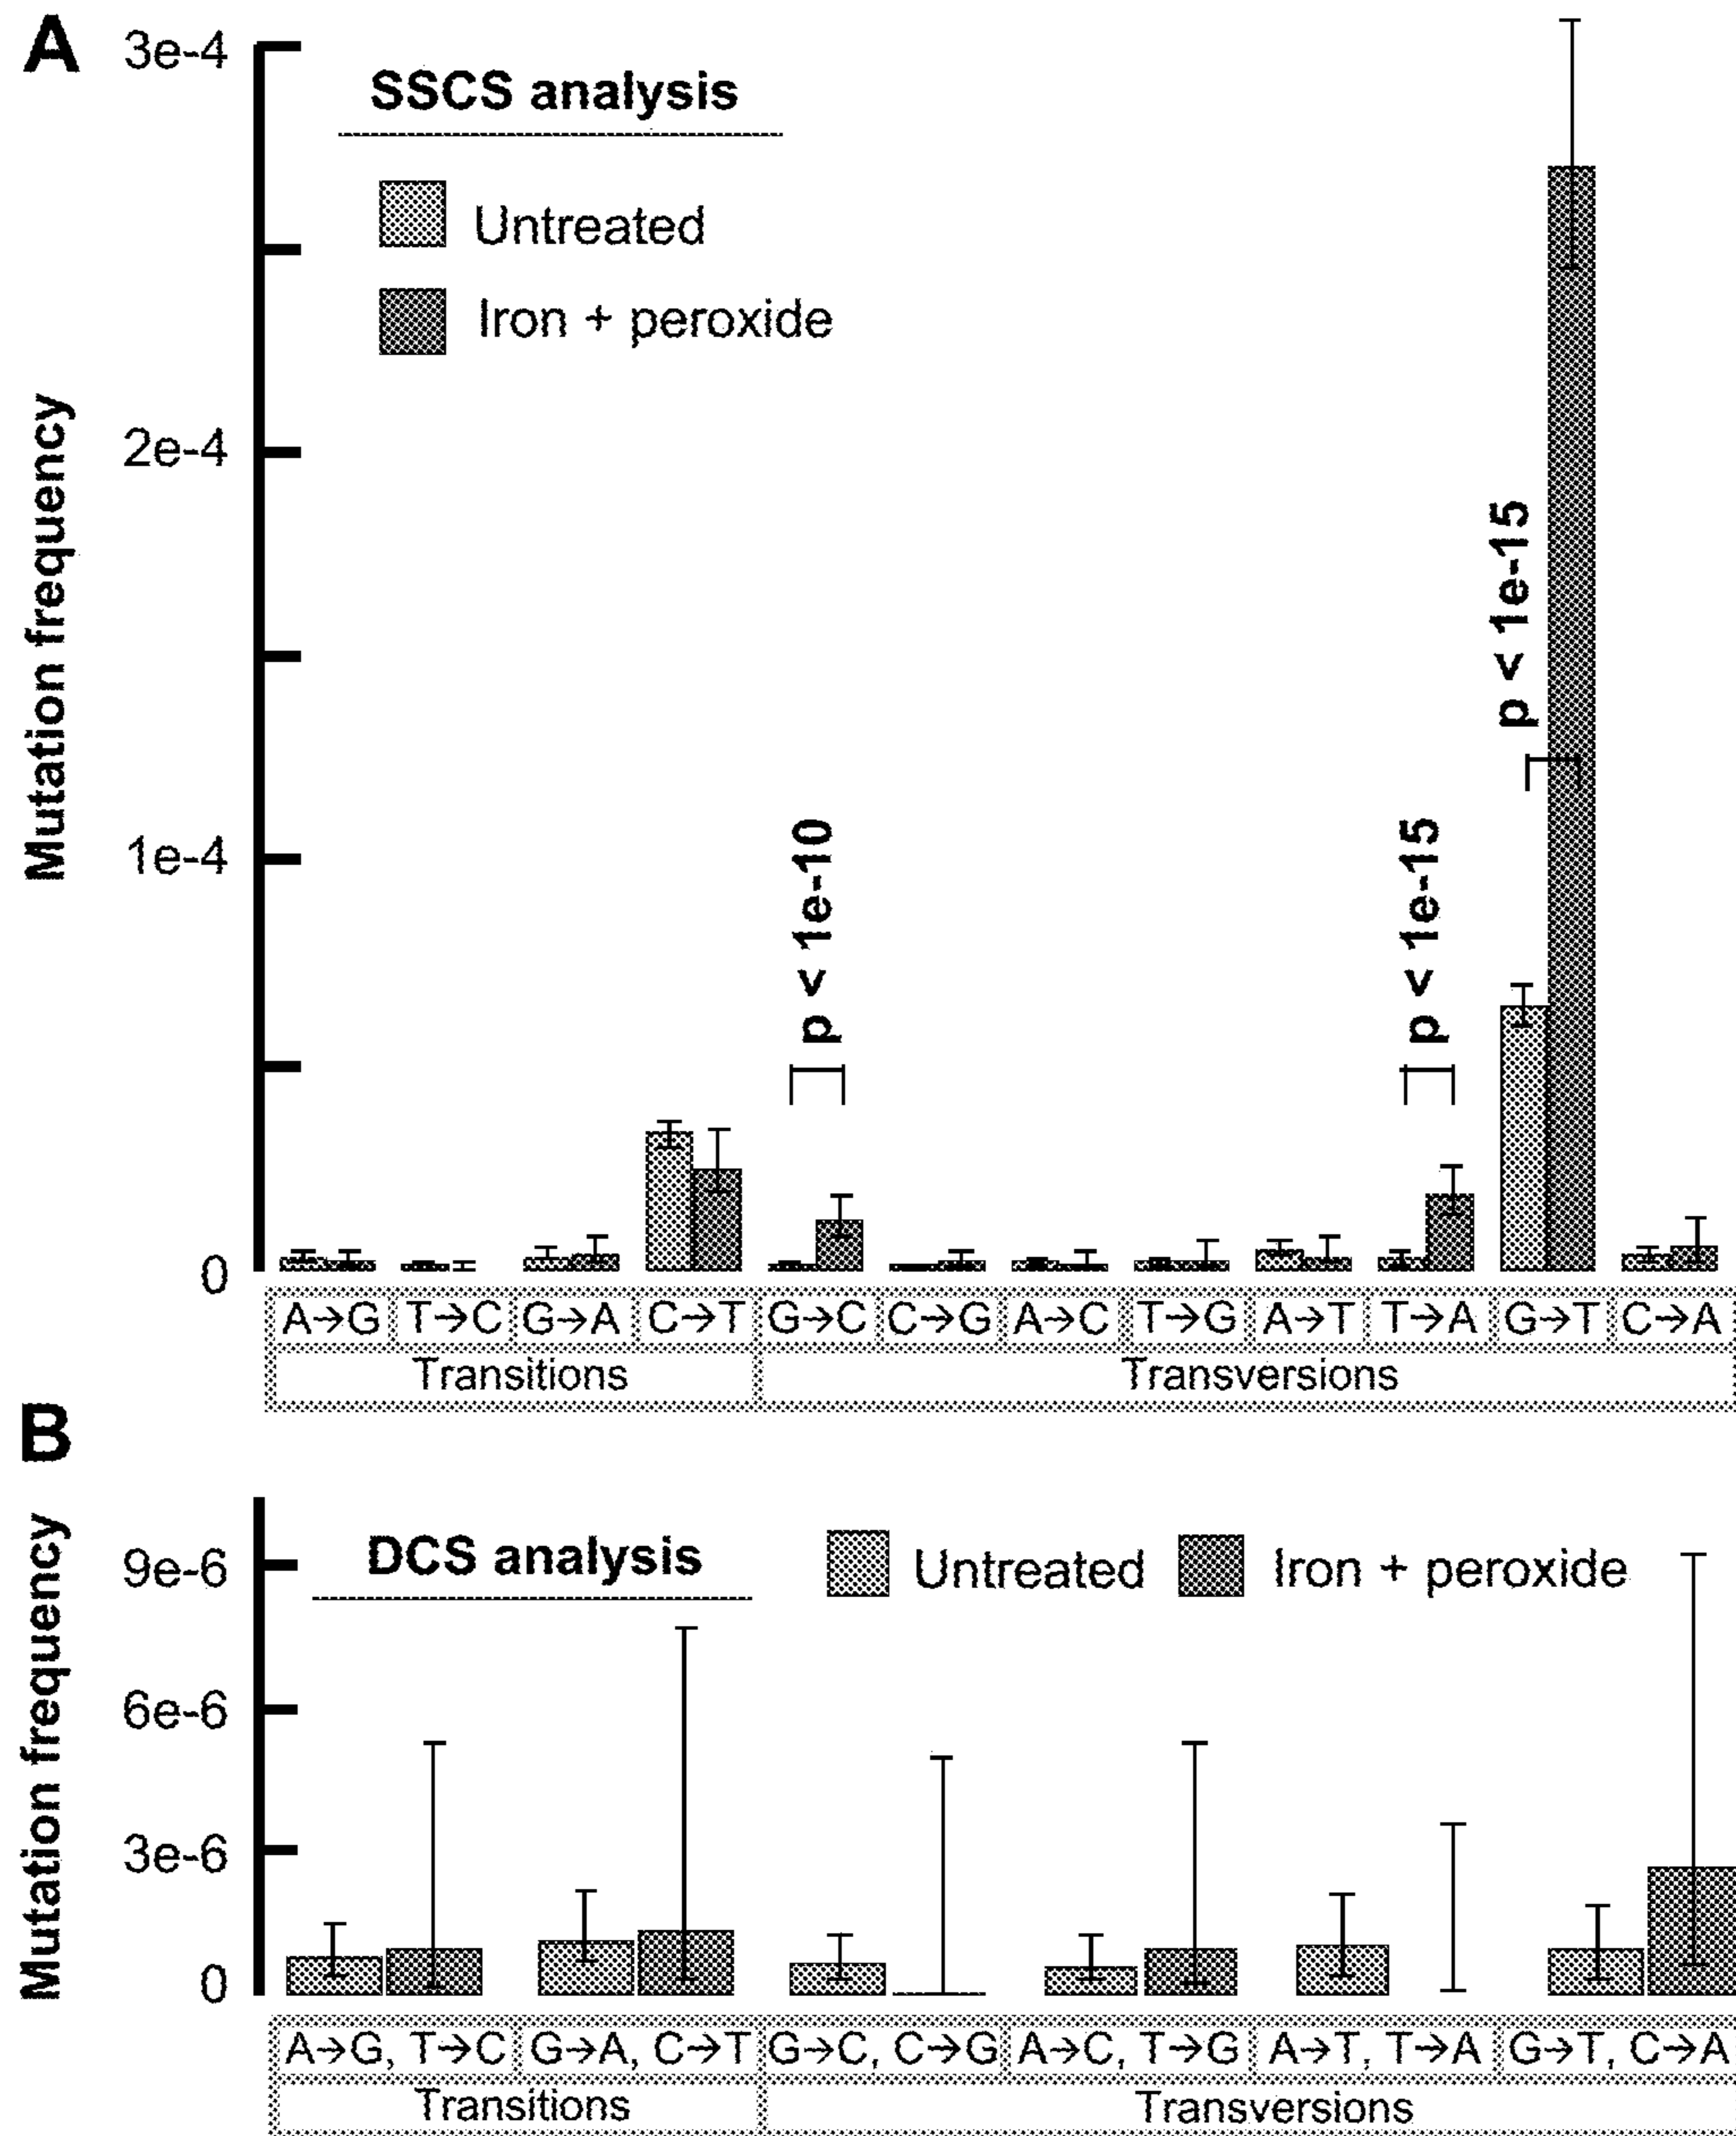 A
3e-4
SSCS analysis
Untreated
Iron + peroxide
2e-4
Mutation frequency
p < 1e-15
1e-4
p < 1e-10
p < 1e-15
0
A→G T→C G→A C→T G→C C→G A→C T→G A→T T→A G→T C→A
Transitions Transversions
B
Mutation frequency
9e-6
DCS analysis Untreated Iron + peroxide
6e-6
3e-6
0
A→G, T→C G→A, C→T G→C, C→G A→C, T→G A→T, T→A G→T, C→A
Transitions Transversions